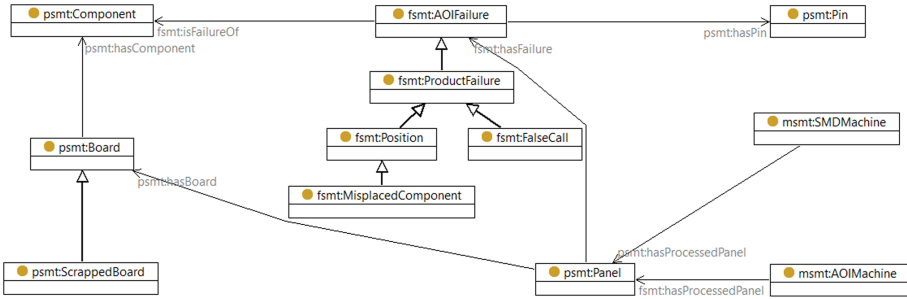 psmt:Component
fsmt:AOIFailure
psmt:Pin
fsmt:isFailureOf
psmt:hasPin
psmt:hasComponent
fsmt:hasFailure
fsmt:ProductFailure
msmt:SMDMachine
fsmt:Position
fsmt:FalseCall
psmt:Board
psmt:hasBoard
fsmt:MisplacedComponent
psmt:hasProcessedPanel
psmt:ScrappedBoard
psmt:Panel
msmt:AOIMachine
fsmt:hasProcessedPanel